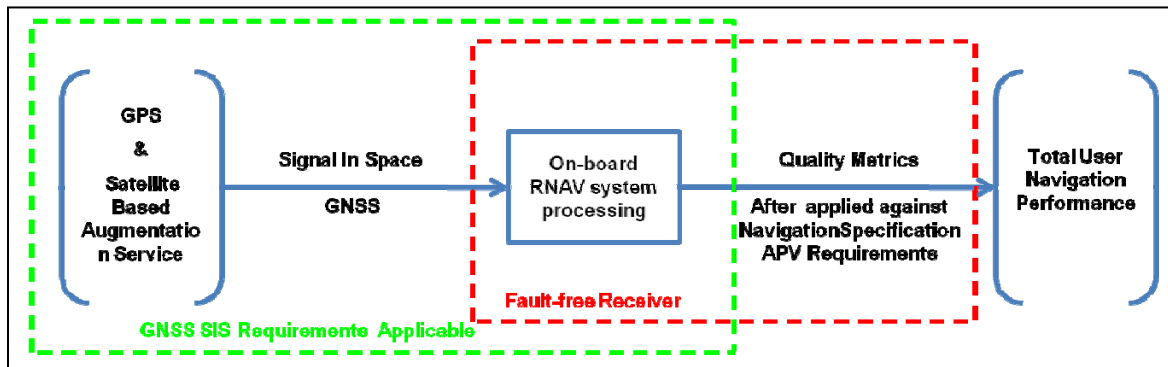 GPS
&
Satellite
Based
Augmentatio
n Service
Signal In Space
GNSS
On-board
RNAV system
processing
Quality Metrics
After applied against
NavigationSpecification
APV Requirements
Total User
Navigation
Performance
Fault-free Receiver
GNSS SIS Requirements Applicable